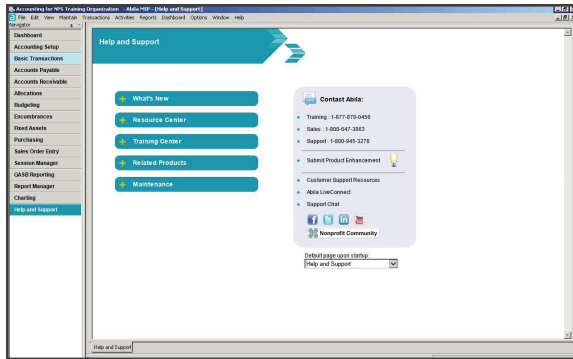 Accounting for NPS Training Organization - Abila MIP - [Help and Support]
File Edit View Maintain Transactions Activities Reports Dashboard Options Window Help
Navigator
Dashboard
Accounting Setup
Basic Transactions
Accounts Payable
Accounts Receivable
Allocations
Budgeting
Encumbrances
Fixed Assets
Purchasing
Sales Order Entry
Session Manager
GASB Reporting
Report Manager
Charting
Help and Support
Help and Support
What's New
Resource Center
Training Center
Related Products
Maintenance
Contact Abila:
Training : 1-877-879-0456
Sales : 1-800-647-3863
Support : 1-800-945-3278
Submit Product Enhancement
Customer Support Resources
Abila LiveConnect
Support Chat
Nonprofit Community
Default page upon startup:
Help and Support
Help and Support